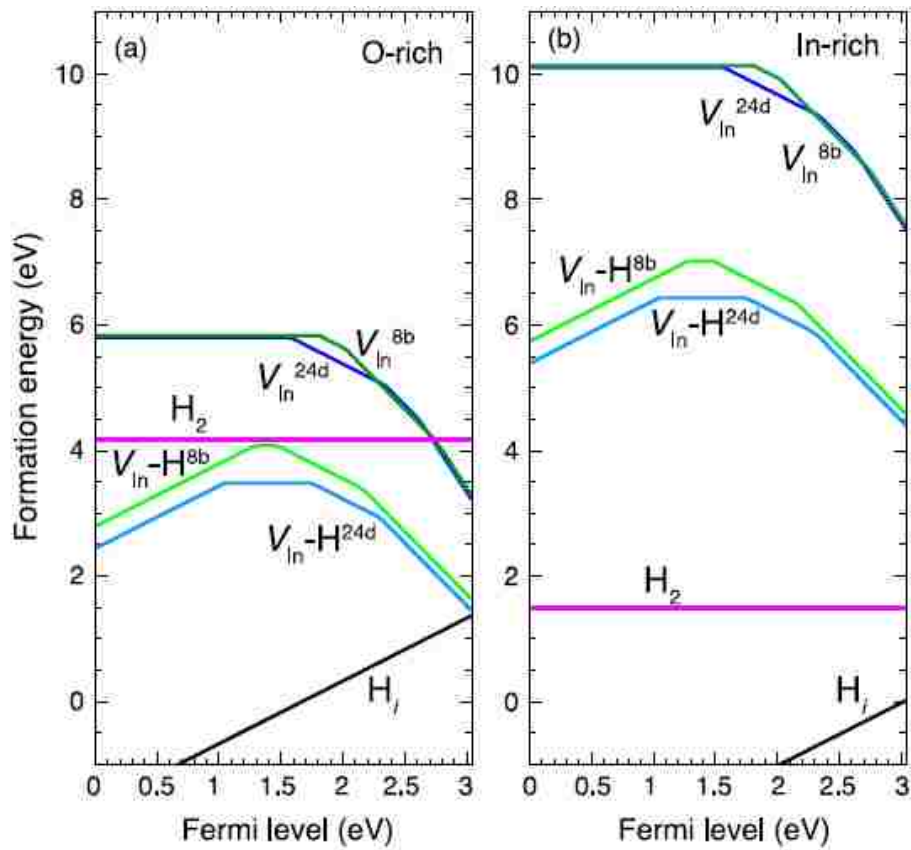 (a)
O-rich
Formation energy (eV)
10
8
6
4
2
0
V_In^8b
V_In^24d
H_2
V_In-H^8b
V_In-H^24d
H_i
0 0.5 1 1.5 2 2.5 3
Fermi level (eV)
(b)
In-rich
10
8
6
4
2
0
V_In^24d
V_In^8b
V_In-H^8b
V_In-H^24d
H_2
H_i
0 0.5 1 1.5 2 2.5 3
Fermi level (eV)